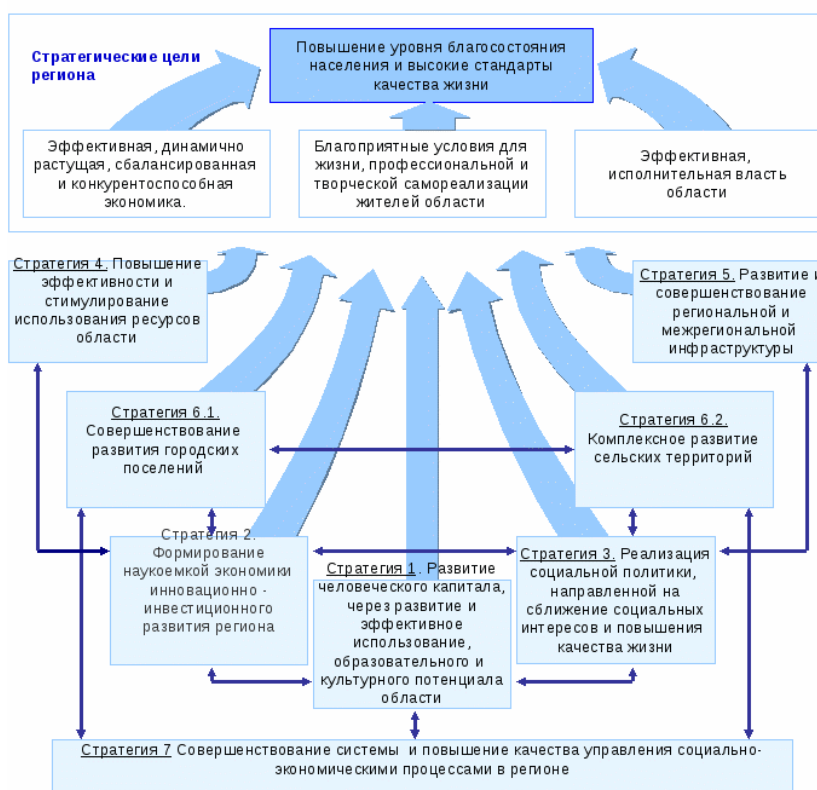 Стратегические цели
региона
Повышение уровня благосостояния
населения и высокие стандарты
качества жизни
Эффективная, динамично
растущая, сбалансированная
и конкурентоспособная
экономика.
Благоприятные условия для
жизни, профессиональной и
творческой самореализации
жителей области
Эффективная,
исполнительная власть
области
Стратегия 4. Повышение
эффективности и
стимулирование
использования ресурсов
области
Стратегия 5. Развитие и
совершенствование
региональной и
межрегиональной
инфраструктуры
Стратегия 6.1.
Совершенствование
развития городских
поселений
Стратегия 6.2.
Комплексное развитие
сельских территорий
Стратегия 2.
Формирование
наукоемкой экономики
инновационно -
инвестиционного
развития региона
Стратегия 1. Развитие
человеческого капитала,
через развитие и
эффективное
использование,
образовательного и
культурного потенциала
области
Стратегия 3. Реализация
социальной политики,
направленной на
сближение социальных
интересов и повышения
качества жизни
Стратегия 7 Совершенствование системы и повышение качества управления социально-
экономическими процессами в регионе